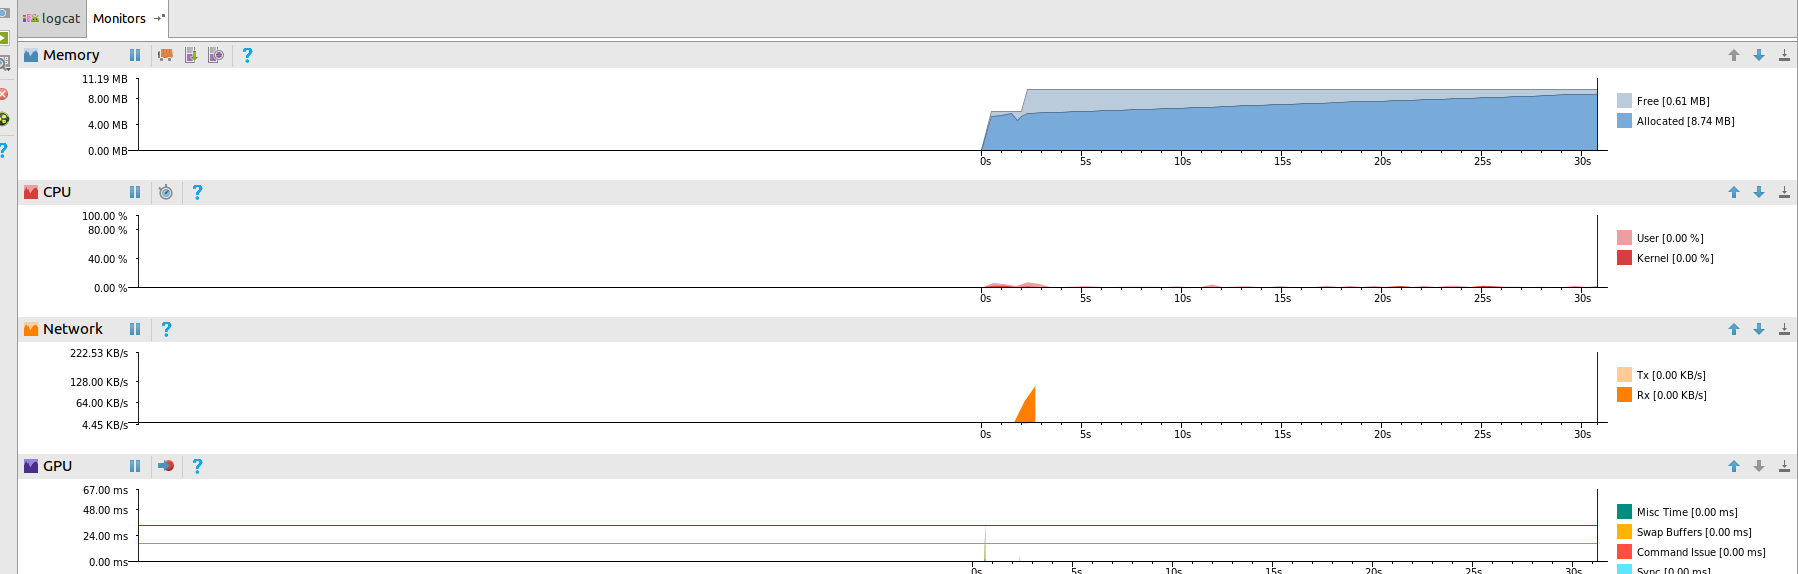 logcat Monitors
Memory ?
11.19 MB
8.00 MB
4.00 MB
0.00 MB
0s 5s 10s 15s 20s 25s 30s
Free [0.61 MB]
Allocated [8.74 MB]
CPU ?
100.00 %
80.00 %
40.00 %
0.00 %
0s 5s 10s 15s 20s 25s 30s
User [0.00 %]
Kernel [0.00 %]
Network ?
222.53 KB/s
128.00 KB/s
64.00 KB/s
4.45 KB/s
0s 5s 10s 15s 20s 25s 30s
Tx [0.00 KB/s]
Rx [0.00 KB/s]
GPU ?
67.00 ms
48.00 ms
24.00 ms
0.00 ms
0s 5s 10s 15s 20s 25s 30s
Misc Time [0.00 ms]
Swap Buffers [0.00 ms]
Command Issue [0.00 ms]
Sync [0.00 ms]